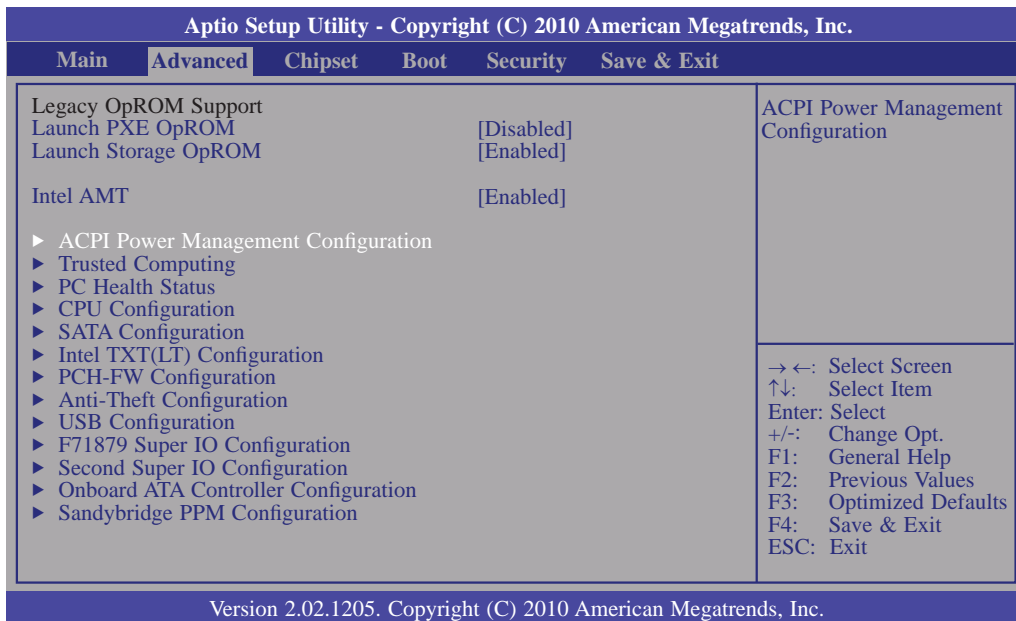 Aptio Setup Utility - Copyright (C) 2010 American Megatrends, Inc.
Main Advanced Chipset Boot Security Save & Exit
Legacy OpROM Support
Launch PXE OpROM [Disabled]
Launch Storage OpROM [Enabled]
Intel AMT [Enabled]
▶ ACPI Power Management Configuration
▶ Trusted Computing
▶ PC Health Status
▶ CPU Configuration
▶ SATA Configuration
▶ Intel TXT(LT) Configuration
▶ PCH-FW Configuration
▶ Anti-Theft Configuration
▶ USB Configuration
▶ F71879 Super IO Configuration
▶ Second Super IO Configuration
▶ Onboard ATA Controller Configuration
▶ Sandybridge PPM Configuration
ACPI Power Management
Configuration
→←: Select Screen
↑↓: Select Item
Enter: Select
+/-: Change Opt.
F1: General Help
F2: Previous Values
F3: Optimized Defaults
F4: Save & Exit
ESC: Exit
Version 2.02.1205. Copyright (C) 2010 American Megatrends, Inc.